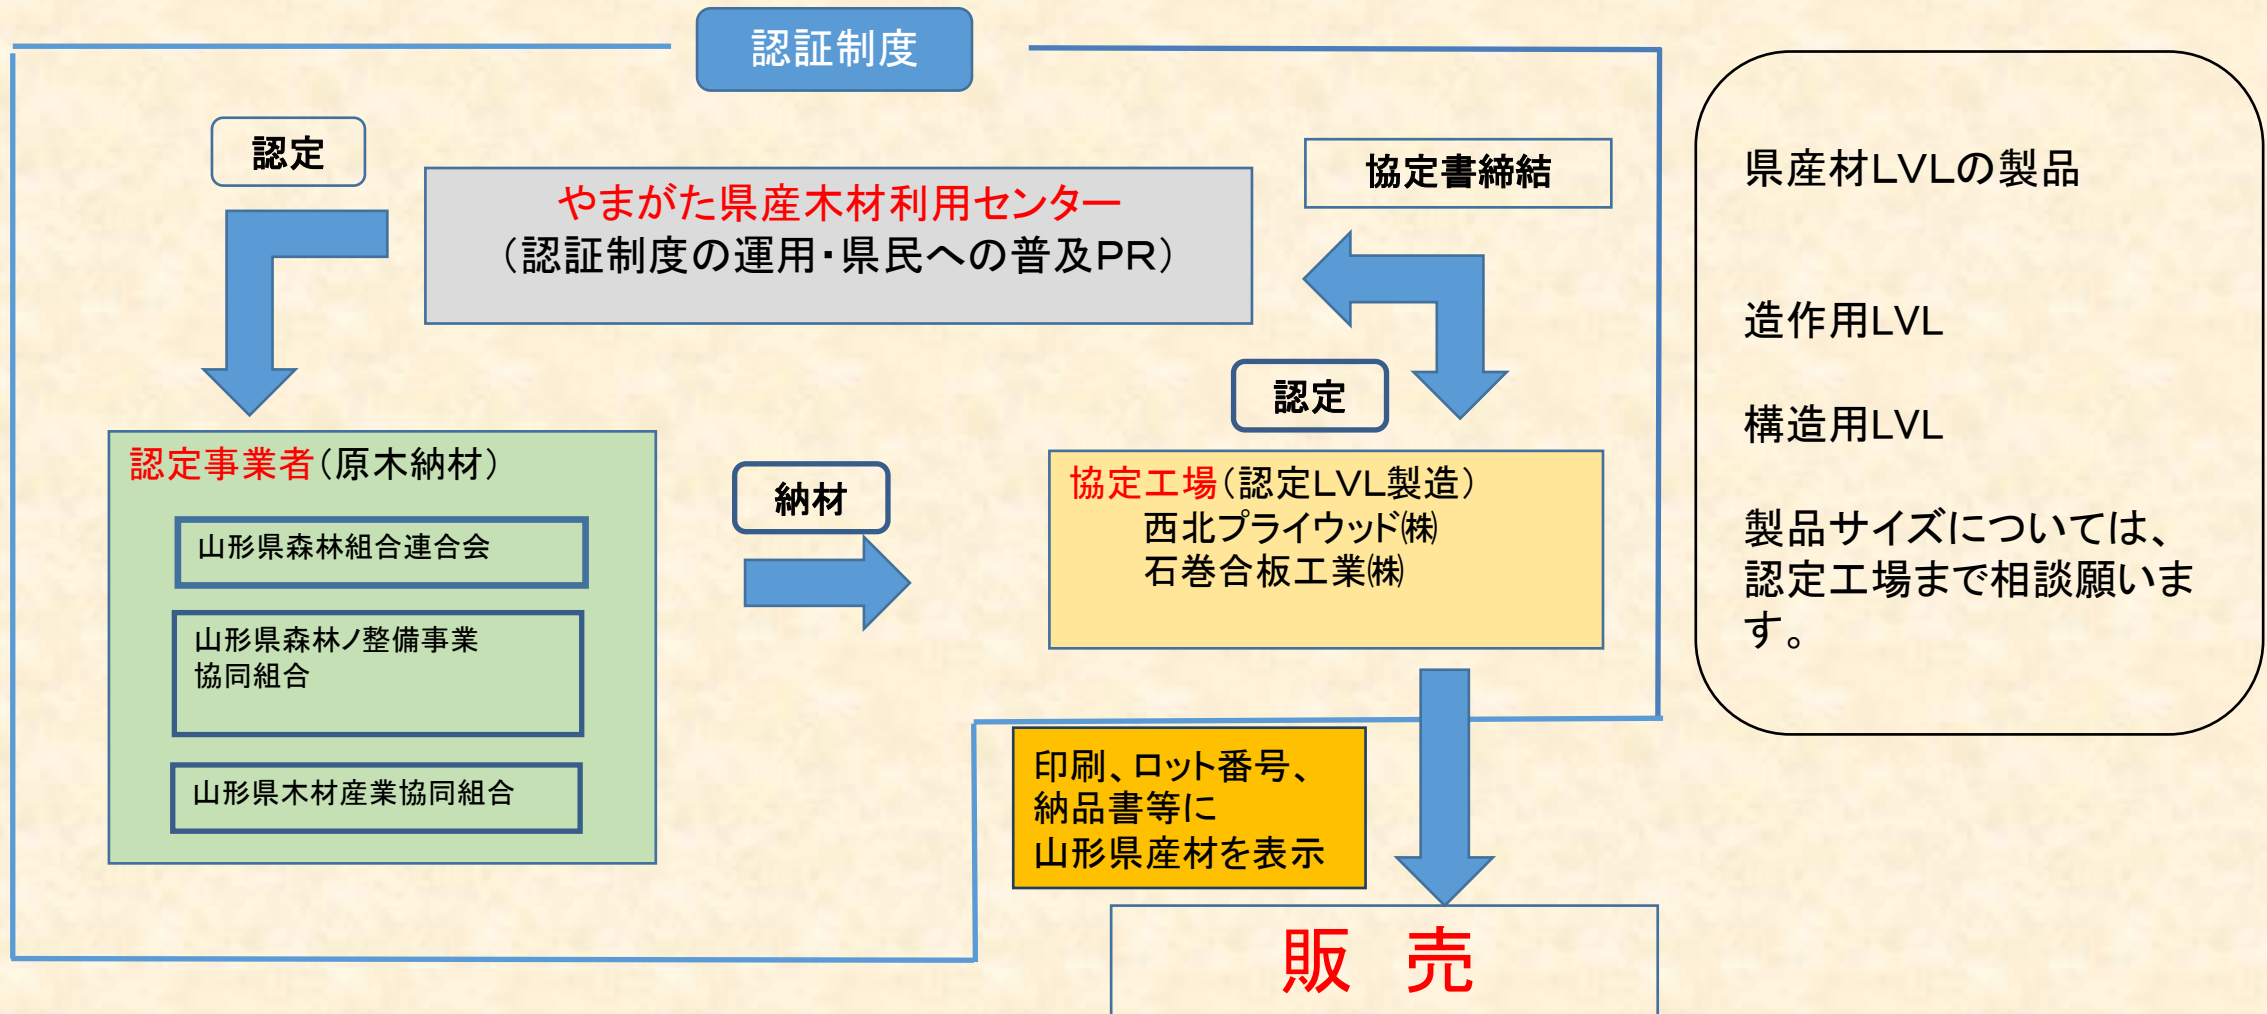 認証制度
認定
やまがた県産木材利用センター
（認証制度の運用・県民への普及PR）
協定書締結
認定
認定事業者（原木納材）
山形県森林組合連合会
山形県森林ノ整備事業
協同組合
山形県木材産業協同組合
納材
協定工場（認定LVL製造）
西北プライウッド㈱
石巻合板工業㈱
印刷、ロット番号、
納品書等に
山形県産材を表示
販　売
県産材LVLの製品
造作用LVL
構造用LVL
製品サイズについては、
認定工場まで相談願いま
す。